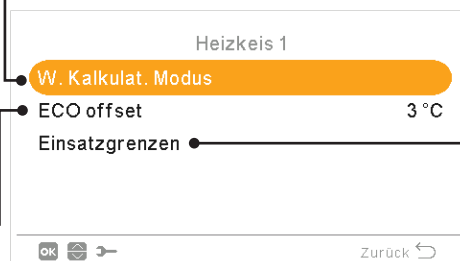 Heizkeis 1
W. Kalkulat. Modus
ECO offset 3 °C
Einsatzgrenzen
OK Zurück